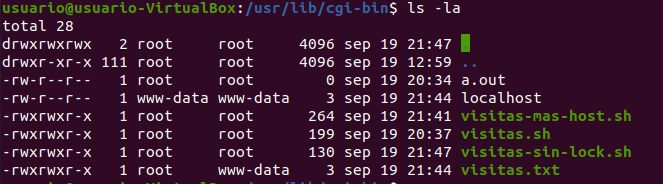 usuario@usuario-VirtualBox:/usr/lib/cgi-bin$ ls -la
total 28
drwxrwxrwx   2 root     root     4096 sep 19 21:47 .
drwxr-xr-x 111 root     root     4096 sep 19 12:59 ..
-rw-r--r--   1 root     root        0 sep 19 20:34 a.out
-rw-r--r--   1 www-data www-data    3 sep 19 21:44 localhost
-rwxrwxr-x   1 root     root      264 sep 19 21:41 visitas-mas-host.sh
-rwxrwxr-x   1 root     root      199 sep 19 20:37 visitas.sh
-rwxrwxr-x   1 root     root      130 sep 19 21:47 visitas-sin-lock.sh
-rwxrwxr-x   1 root     www-data    3 sep 19 21:44 visitas.txt